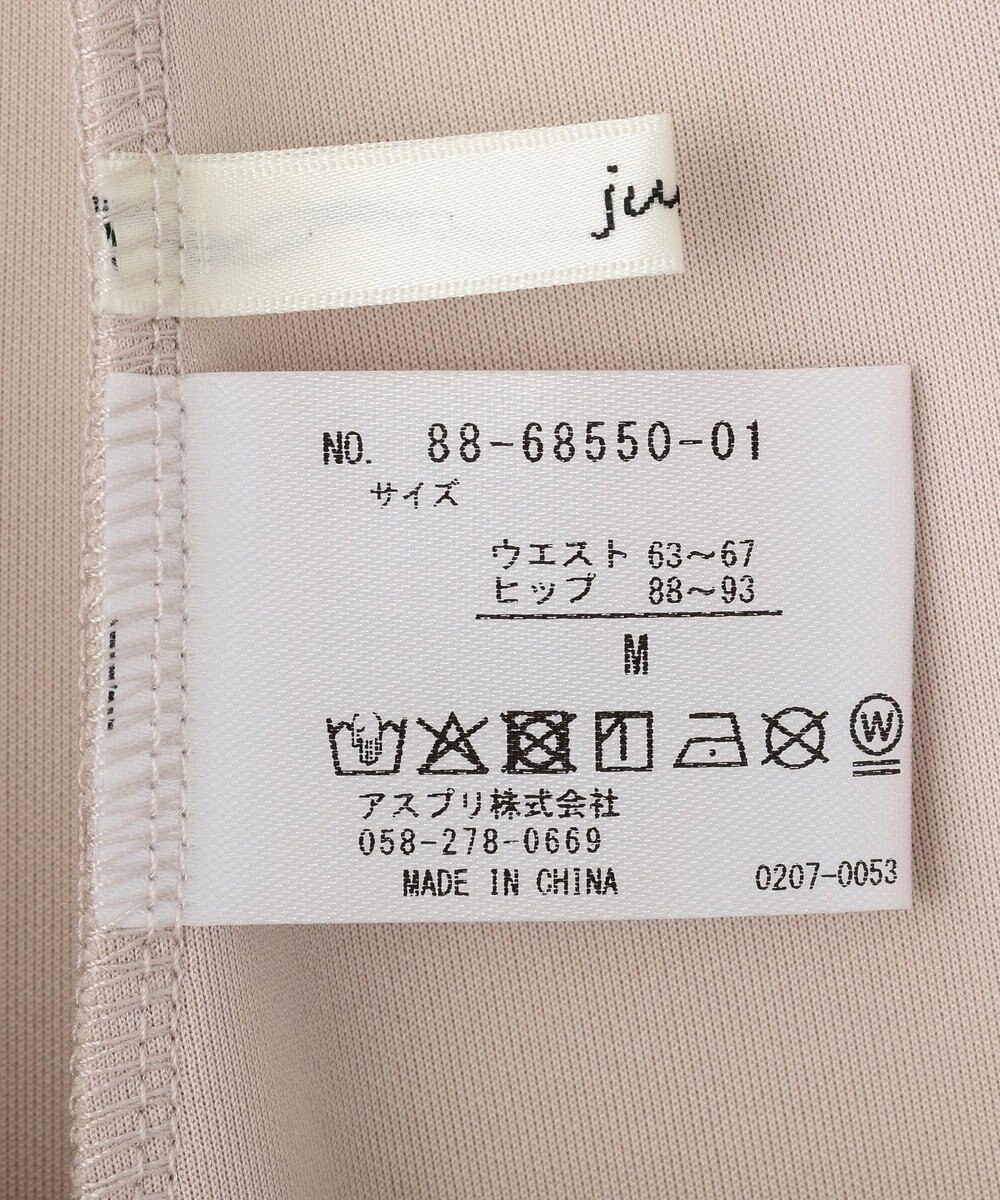 NO. 88-68550-01
サイズ
ウエスト 63～67
ヒップ 88～93
M
W
アスプリ株式会社
058-278-0669
MADE IN CHINA
0207-0053